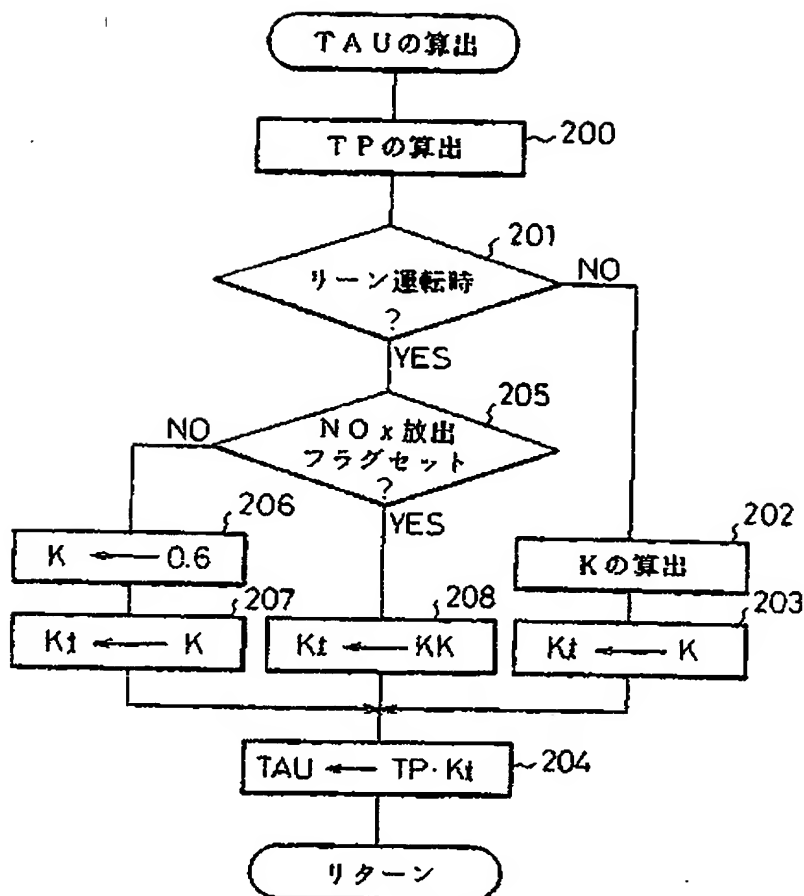 TAUの算出
TPの算出
200
201
リーン運転時
?
NO
YES
205
NOx放出
フラグセット
?
NO
YES
206
K ← 0.6
202
Kの算出
207
Kt ← K
208
Kt ← KK
203
Kt ← K
TAU ← TP・Kt
204
リターン